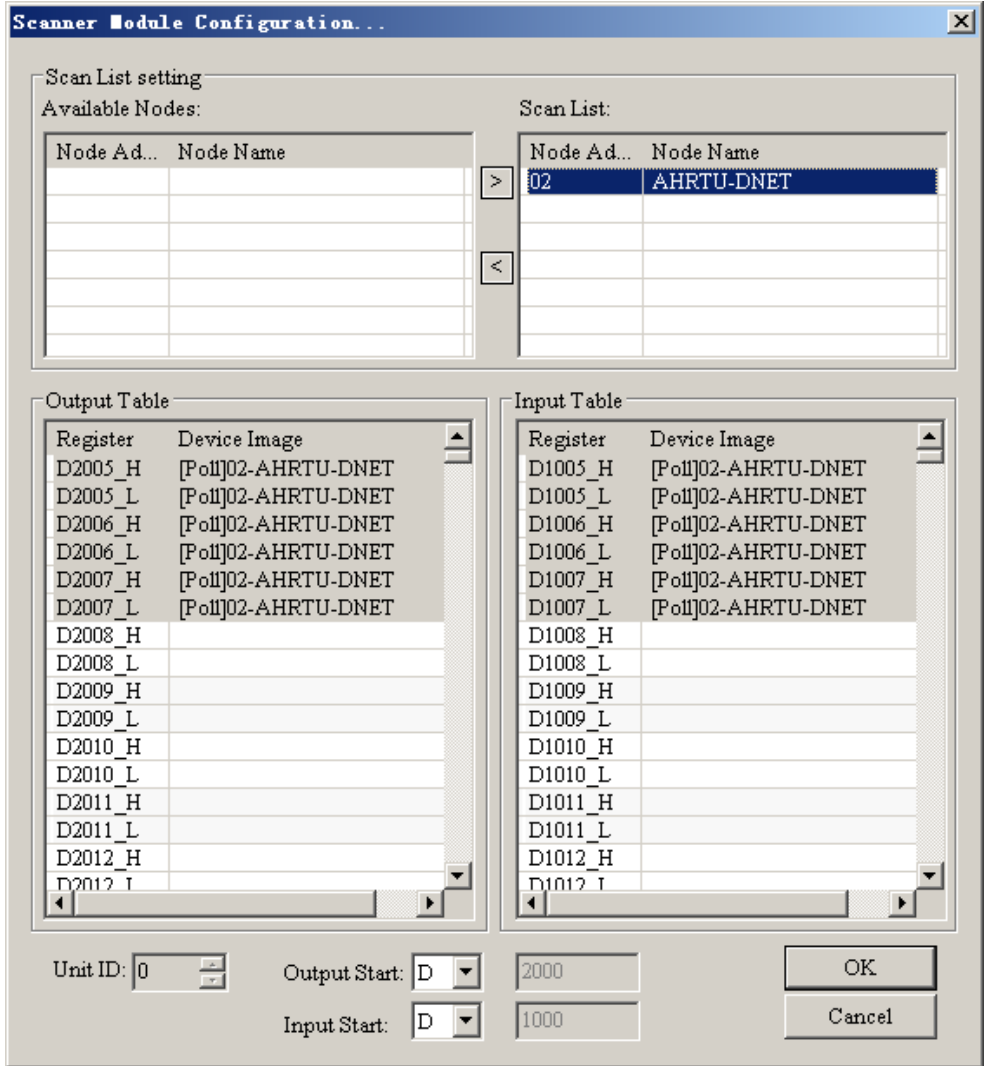 Scanner Module Configuration...
Scan List setting
Available Nodes:
Node Ad... Node Name
>
<
Scan List:
Node Ad... Node Name
02 AHRTU-DNET
Output Table
Register Device Image
D2005_H [Poll]02-AHRTU-DNET
D2005_L [Poll]02-AHRTU-DNET
D2006_H [Poll]02-AHRTU-DNET
D2006_L [Poll]02-AHRTU-DNET
D2007_H [Poll]02-AHRTU-DNET
D2007_L [Poll]02-AHRTU-DNET
D2008_H
D2008_L
D2009_H
D2009_L
D2010_H
D2010_L
D2011_H
D2011_L
D2012_H
D2012_L
Input Table
Register Device Image
D1005_H [Poll]02-AHRTU-DNET
D1005_L [Poll]02-AHRTU-DNET
D1006_H [Poll]02-AHRTU-DNET
D1006_L [Poll]02-AHRTU-DNET
D1007_H [Poll]02-AHRTU-DNET
D1007_L [Poll]02-AHRTU-DNET
D1008_H
D1008_L
D1009_H
D1009_L
D1010_H
D1010_L
D1011_H
D1011_L
D1012_H
D1012_L
Unit ID: 0
Output Start: D 2000
Input Start: D 1000
OK
Cancel